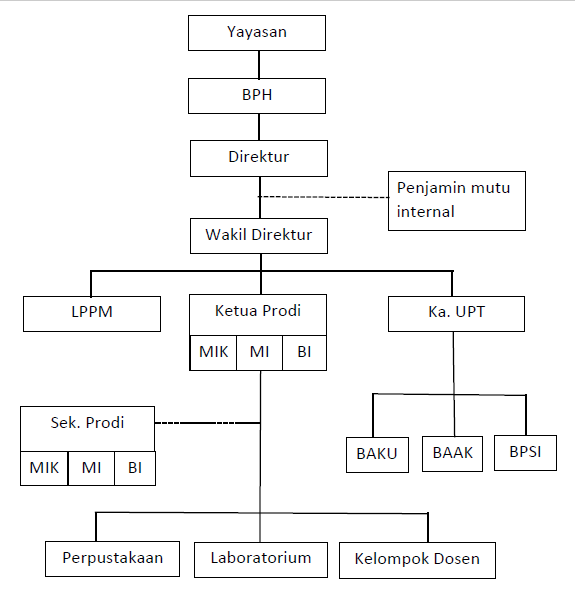 Yayasan
BPH
Direktur
Penjamin mutu
internal
Wakil Direktur
LPPM
Ketua Prodi
Ka. UPT
MIK MI BI
Sek. Prodi
MIK MI BI
BAKU
BAAK
BPSI
Perpustakaan
Laboratorium
Kelompok Dosen